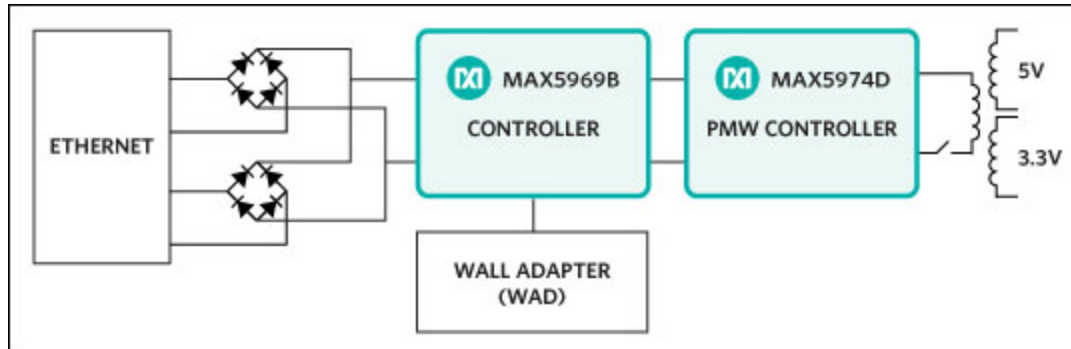 ETHERNET
MAX5969B
CONTROLLER
MAX5974D
PMW CONTROLLER
5V
3.3V
WALL ADAPTER
(WAD)